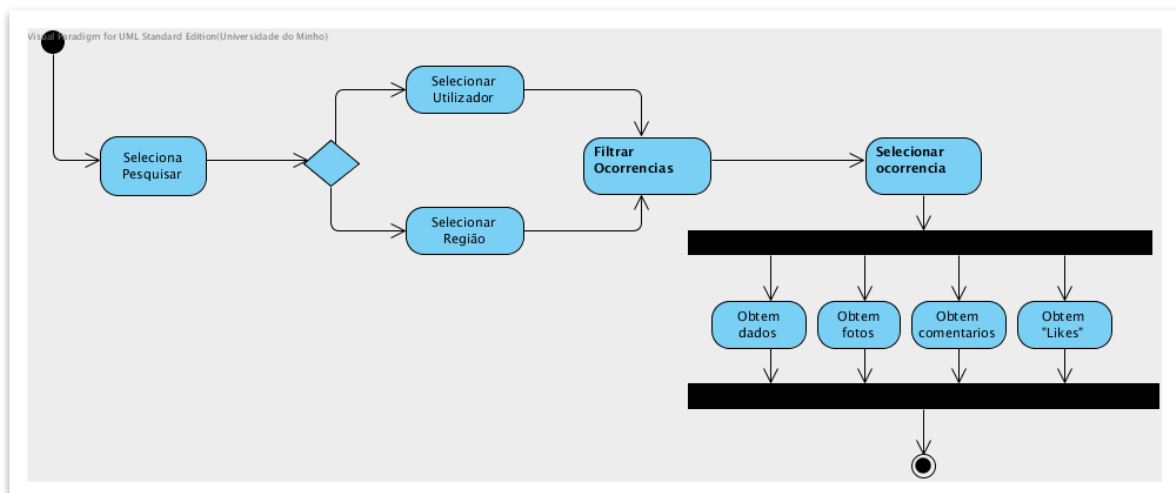 Visual Paradigm for UML Standard Edition(Universidade do Minho)
Selecionar
Utilizador
Seleciona
Pesquisar
Filtrar
Ocorrencias
Selecionar
ocorrencia
Selecionar
Região
Obtem
dados
Obtem
fotos
Obtem
comentarios
Obtem
"Likes"